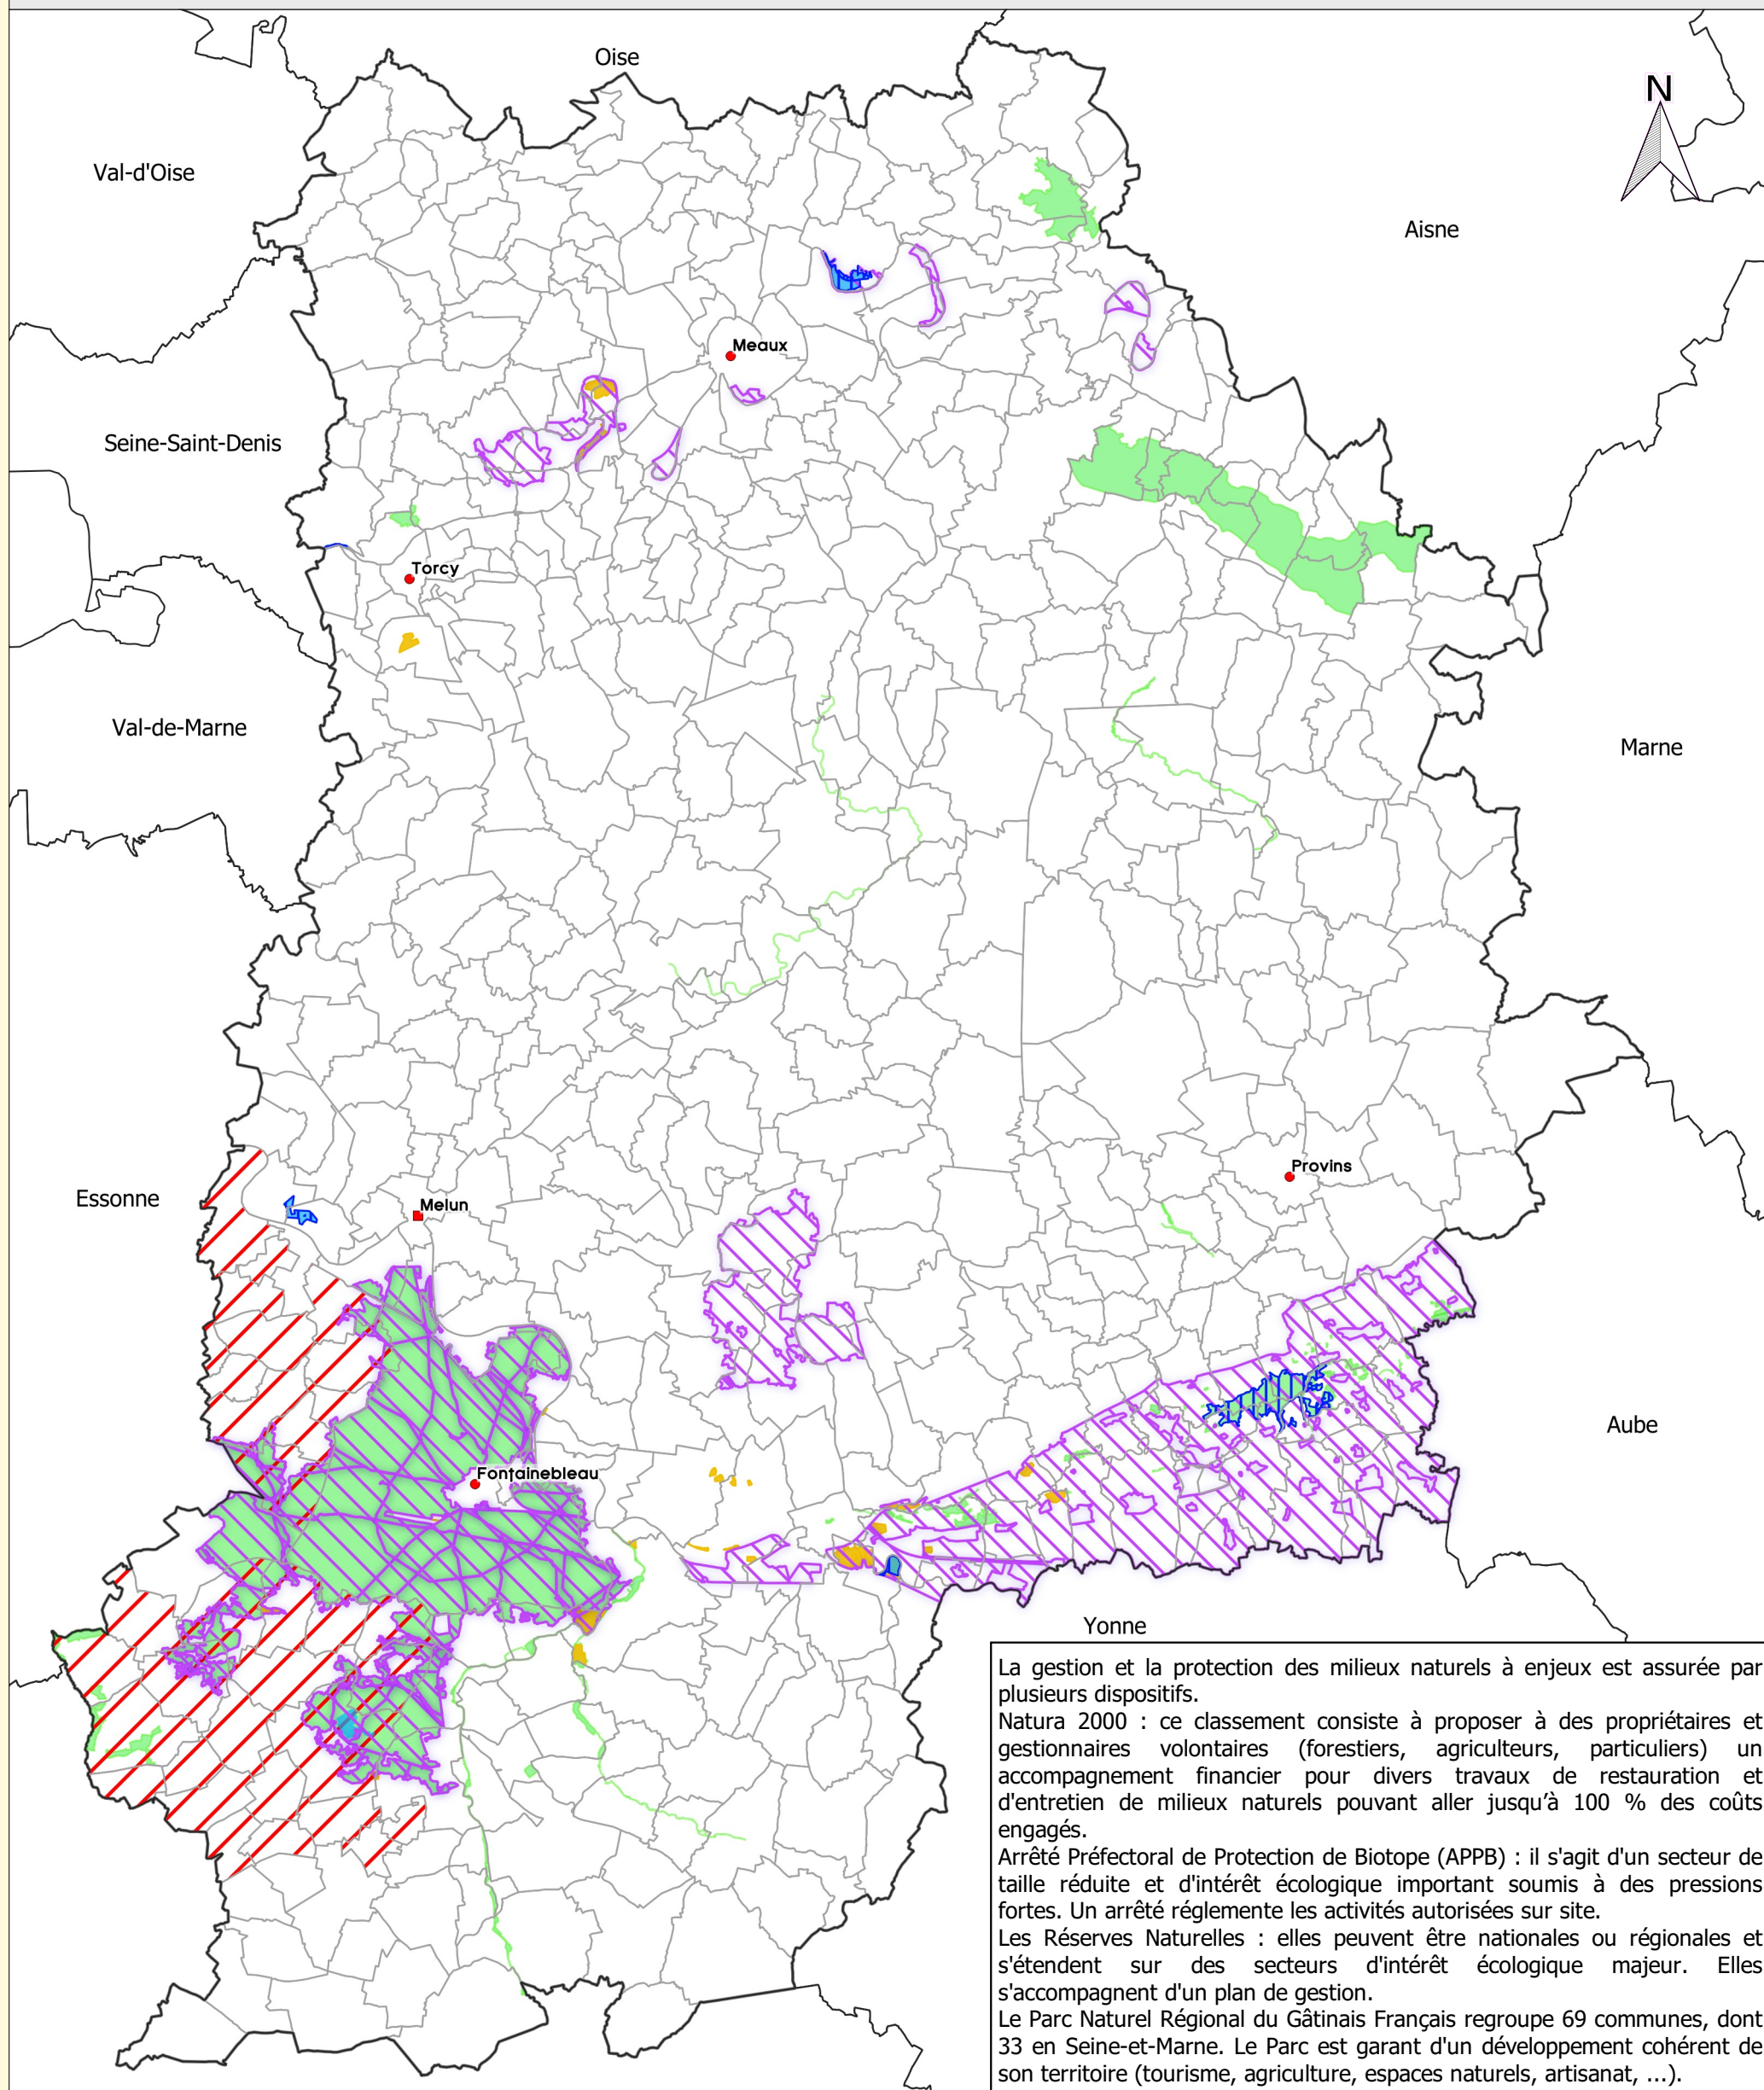 Oise
N
Val-d'Oise
Aisne
Meaux
Seine-Saint-Denis
Torcy
Val-de-Marne
Marne
Provins
Essonne
Melun
Aube
Fontainebleau
Yonne
La gestion et la protection des milieux naturels à enjeux est assurée par
plusieurs dispositifs.
Natura 2000 : ce classement consiste à proposer à des propriétaires et
gestionnaires volontaires (forestiers, agriculteurs, particuliers) un
accompagnement financier pour divers travaux de restauration et
d'entretien de milieux naturels pouvant aller jusqu’à 100 % des coûts
engagés.
Arrêté Préfectoral de Protection de Biotope (APPB) : il s'agit d'un secteur de
taille réduite et d'intérêt écologique important soumis à des pressions
fortes. Un arrêté réglemente les activités autorisées sur site.
Les Réserves Naturelles : elles peuvent être nationales ou régionales et
s'étendent sur des secteurs d'intérêt écologique majeur. Elles
s'accompagnent d'un plan de gestion.
Le Parc Naturel Régional du Gâtinais Français regroupe 69 communes, dont
33 en Seine-et-Marne. Le Parc est garant d'un développement cohérent de
son territoire (tourisme, agriculture, espaces naturels, artisanat, ...).